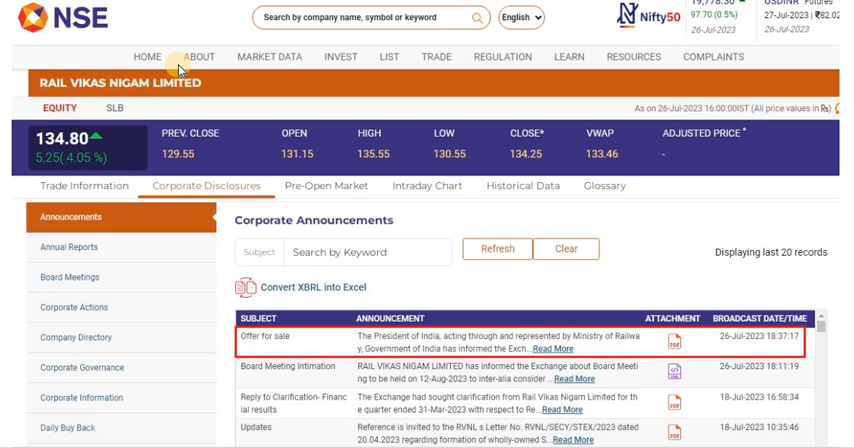 NSE
Search by company name, symbol or keyword
English
Nifty50
19,778.30
97.70 (0.5%)
26-Jul-2023
USDINR Futures
27-Jul-2023 | ₹82.02
26-Jul-2023
HOME ABOUT MARKET DATA INVEST LIST TRADE REGULATION LEARN RESOURCES COMPLAINTS
RAIL VIKAS NIGAM LIMITED
EQUITY SLB
As on 26-Jul-2023 16:00:00IST (All price values in ₹)
134.80
5.25( 4.05 %)
PREV. CLOSE OPEN HIGH LOW CLOSE* VWAP ADJUSTED PRICE *
129.55 131.15 135.55 130.55 134.25 133.46 -
Trade Information Corporate Disclosures Pre-Open Market Intraday Chart Historical Data Glossary
Announcements
Annual Reports
Board Meetings
Corporate Actions
Company Directory
Corporate Governance
Corporate Information
Daily Buy Back
Corporate Announcements
Subject Search by Keyword Refresh Clear Displaying last 20 records
Convert XBRL into Excel
SUBJECT ANNOUNCEMENT ATTACHMENT BROADCAST DATE/TIME
Offer for sale The President of India, acting through and represented by Ministry of Railwa 26-Jul-2023 18:37:17
y, Government of India has informed the Exch...Read More
Board Meeting Intimation RAIL VIKAS NIGAM LIMITED has informed the Exchange about Board Meeti 26-Jul-2023 18:11:19
ng to be held on 12-Aug-2023 to inter-alia consider ...Read More
Reply to Clarification- Financ The Exchange had sought clarification from Rail Vikas Nigam Limited for th 18-Jul-2023 16:58:34
ial results e quarter ended 31-Mar-2023 with respect to Re...Read More
Updates Reference is invited to the RVNL s Letter No. RVNL/SECY/STEX/2023 dated 18-Jul-2023 10:35:46
20.04.2023 regarding formation of wholly-owned S...Read More